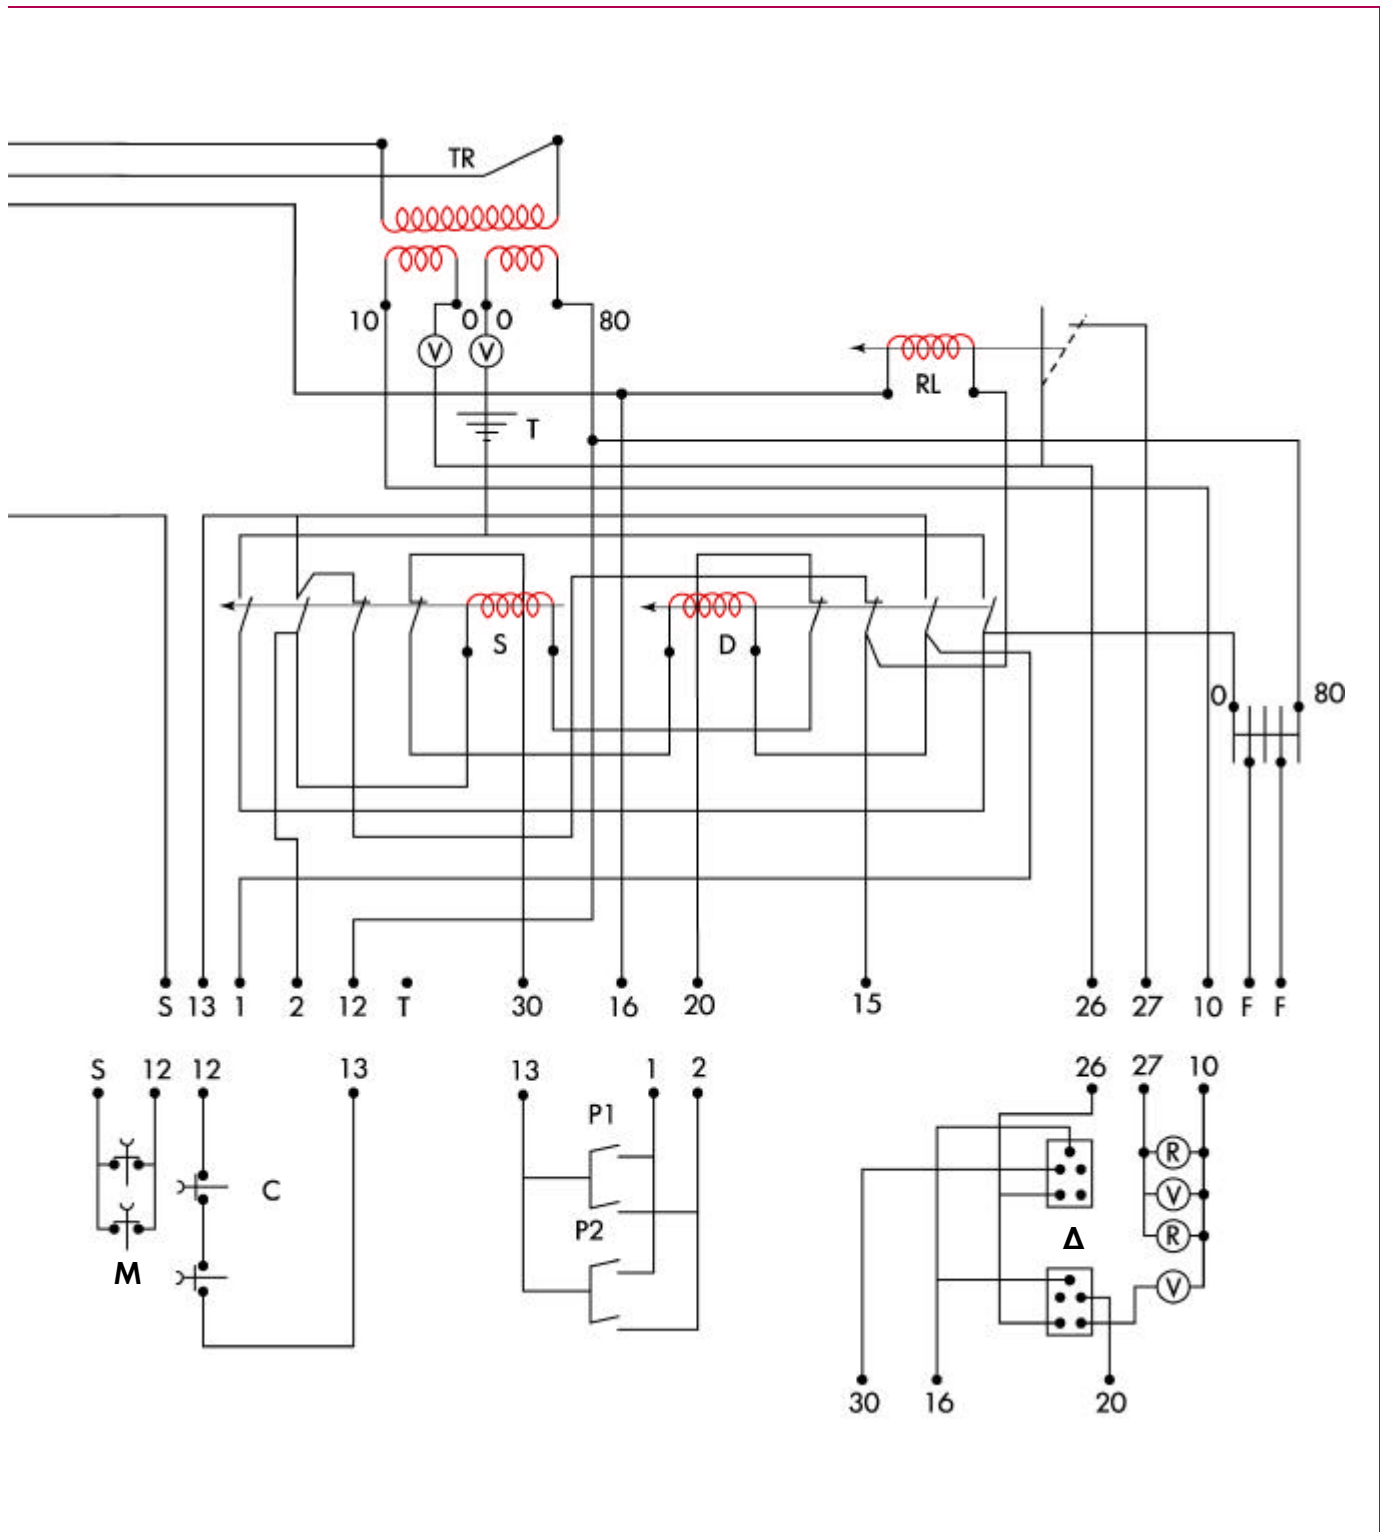 TR
10 0 0 80
V V
RL
T
S D
0 80
S 13 1 2 12 T 30 16 20 15 26 27 10 F F
S 12 12 13 13 1 2 26 27 10
P1
R
C V
P2 R
Δ
M V
30 16 20